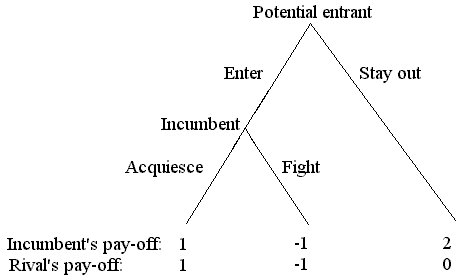 Potential entrant
Enter
Stay out
Incumbent
Acquiesce
Fight
Incumbent's pay-off: 1 -1 2
Rival's pay-off: 1 -1 0